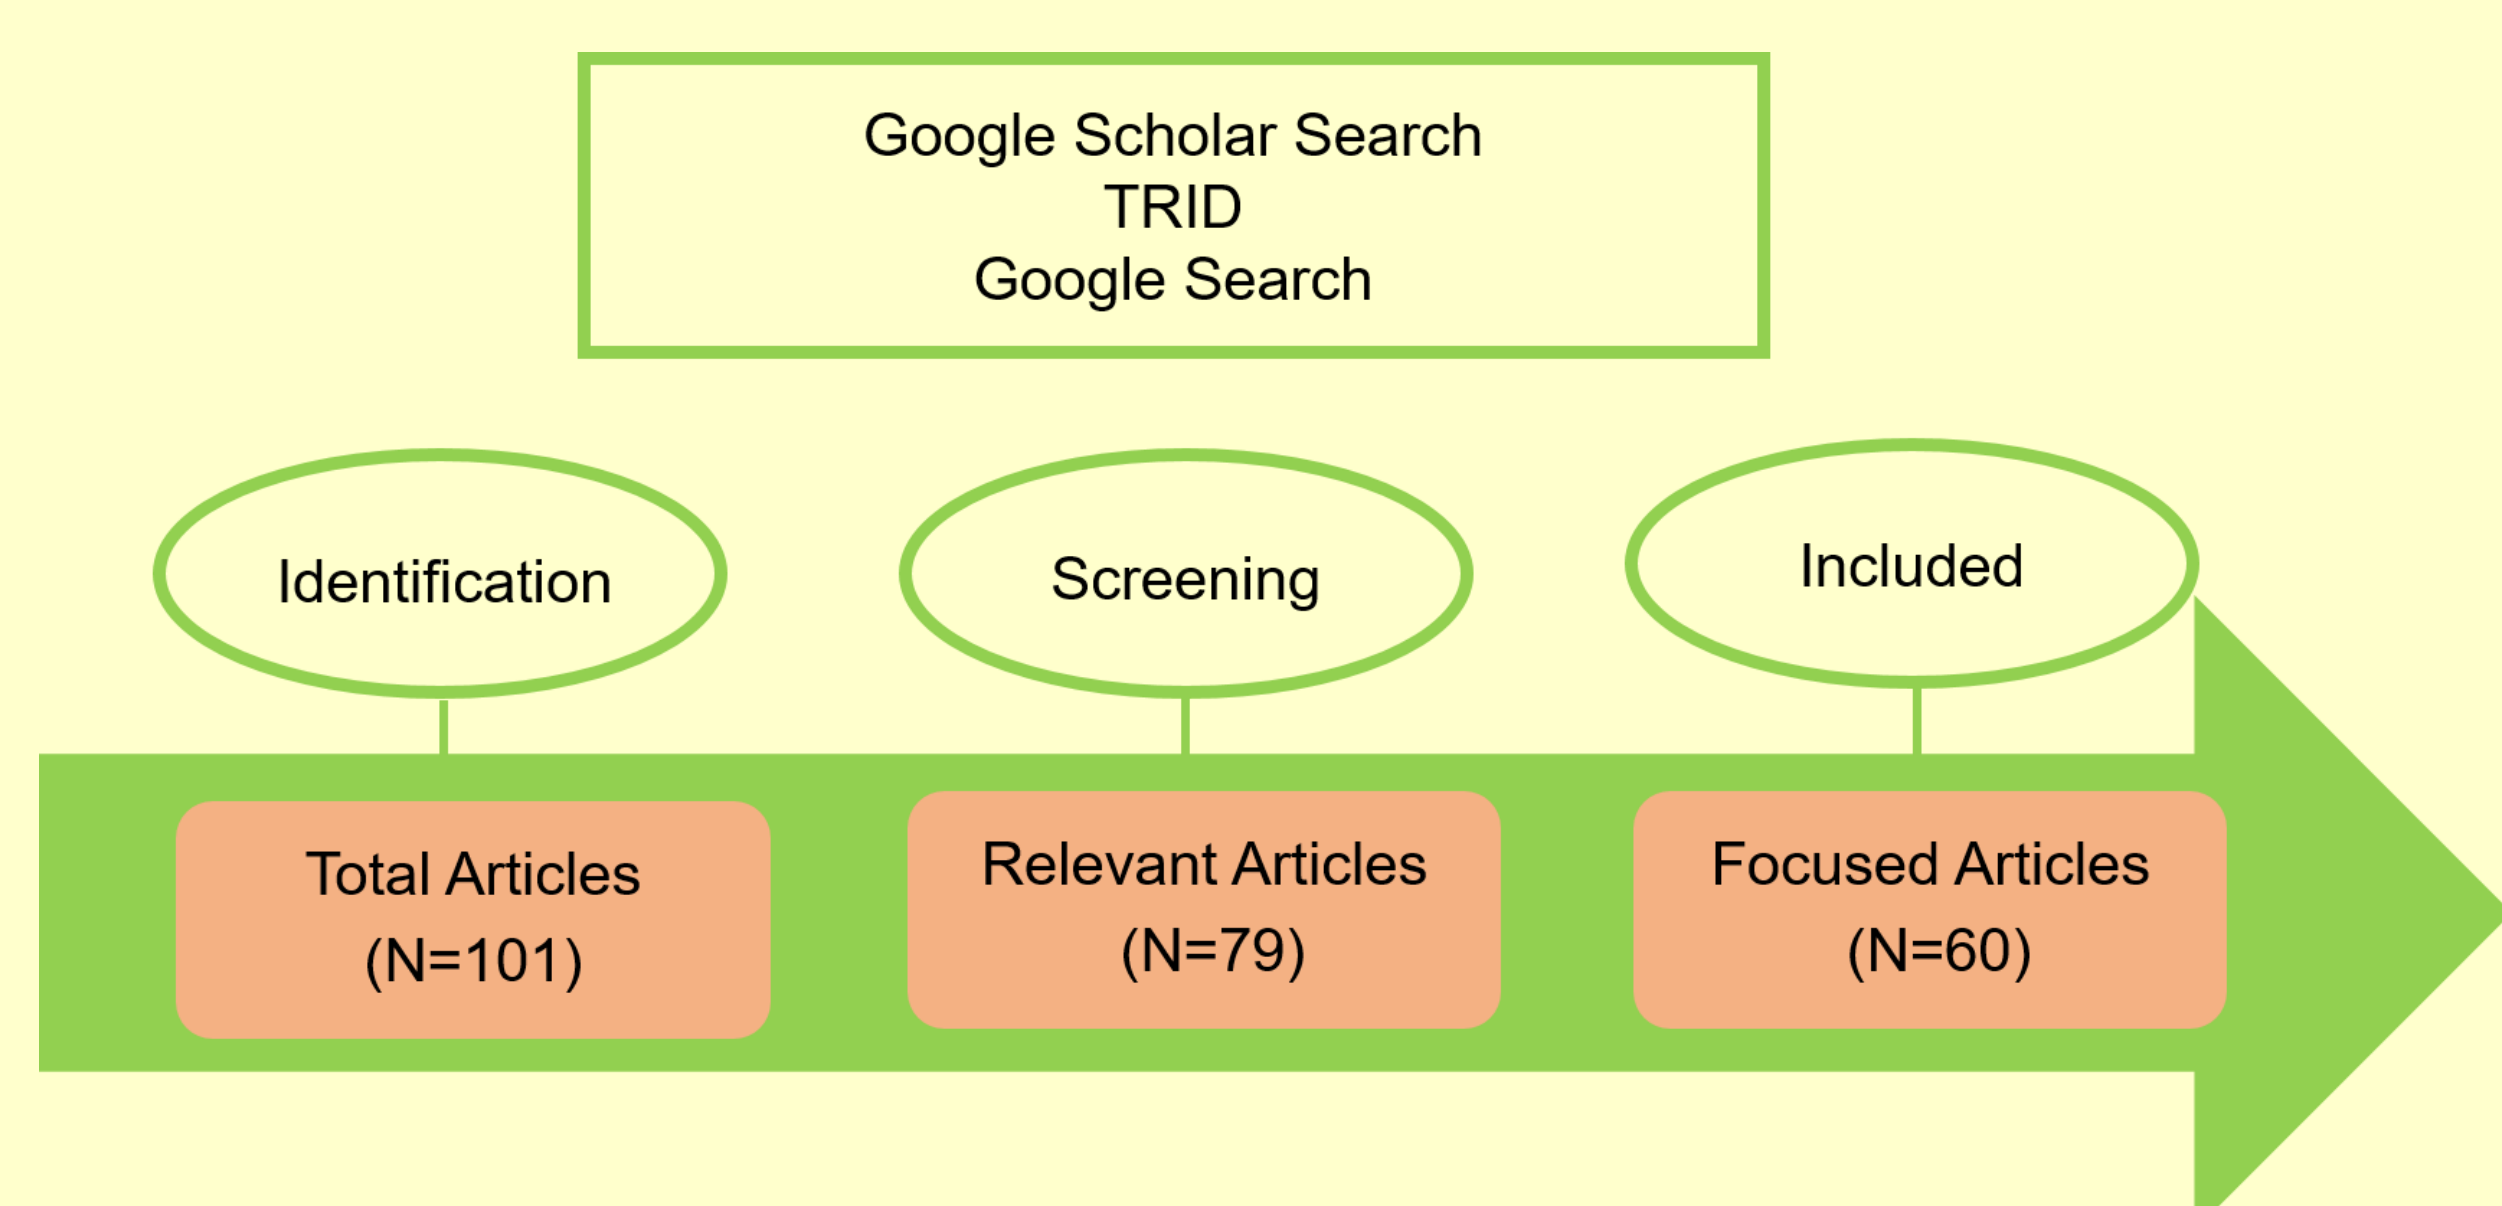 Google Scholar Search
TRID
Google Search
Identification
Screening
Included
Total Articles
(N=101)
Relevant Articles
(N=79)
Focused Articles
(N=60)